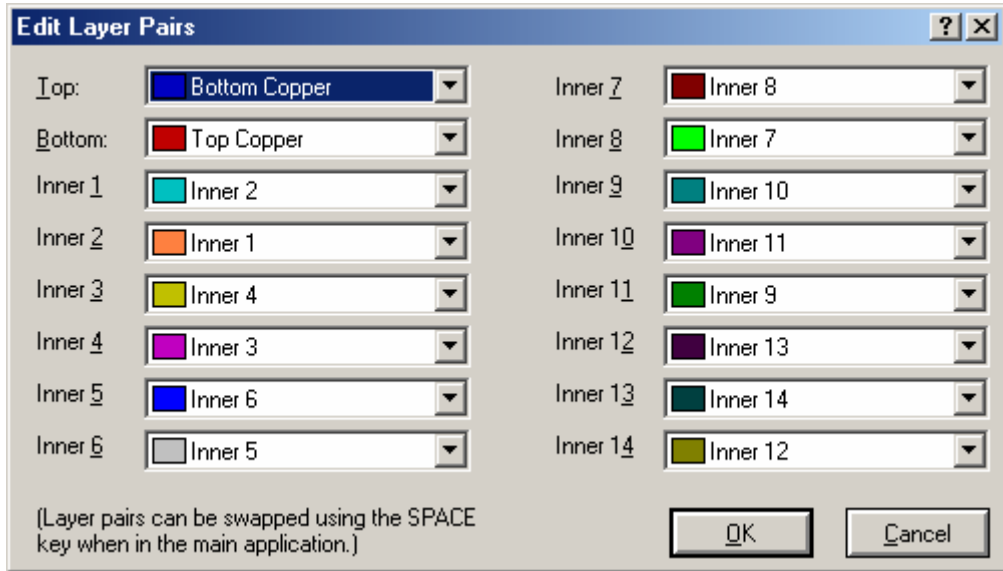 Edit Layer Pairs
Top: Bottom Copper
Bottom: Top Copper
Inner 1 Inner 2
Inner 2 Inner 1
Inner 3 Inner 4
Inner 4 Inner 3
Inner 5 Inner 6
Inner 6 Inner 5
Inner 7 Inner 8
Inner 8 Inner 7
Inner 9 Inner 10
Inner 10 Inner 11
Inner 11 Inner 9
Inner 12 Inner 13
Inner 13 Inner 14
Inner 14 Inner 12
(Layer pairs can be swapped using the SPACE
key when in the main application.)
OK Cancel